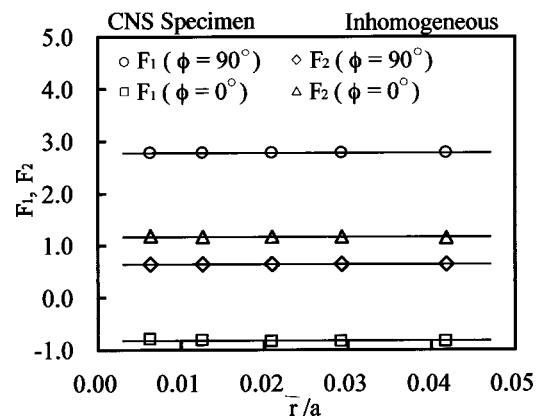 CNS Specimen Inhomogeneous
5.0
○ F₁ ( ϕ = 90° ) ◇ F₂ ( ϕ = 90° )
4.0
□ F₁ ( ϕ = 0° ) △ F₂ ( ϕ = 0° )
3.0
F₁, F₂
2.0
1.0
0.0
-1.0
0.00 0.01 0.02 0.03 0.04 0.05
r̅ /a